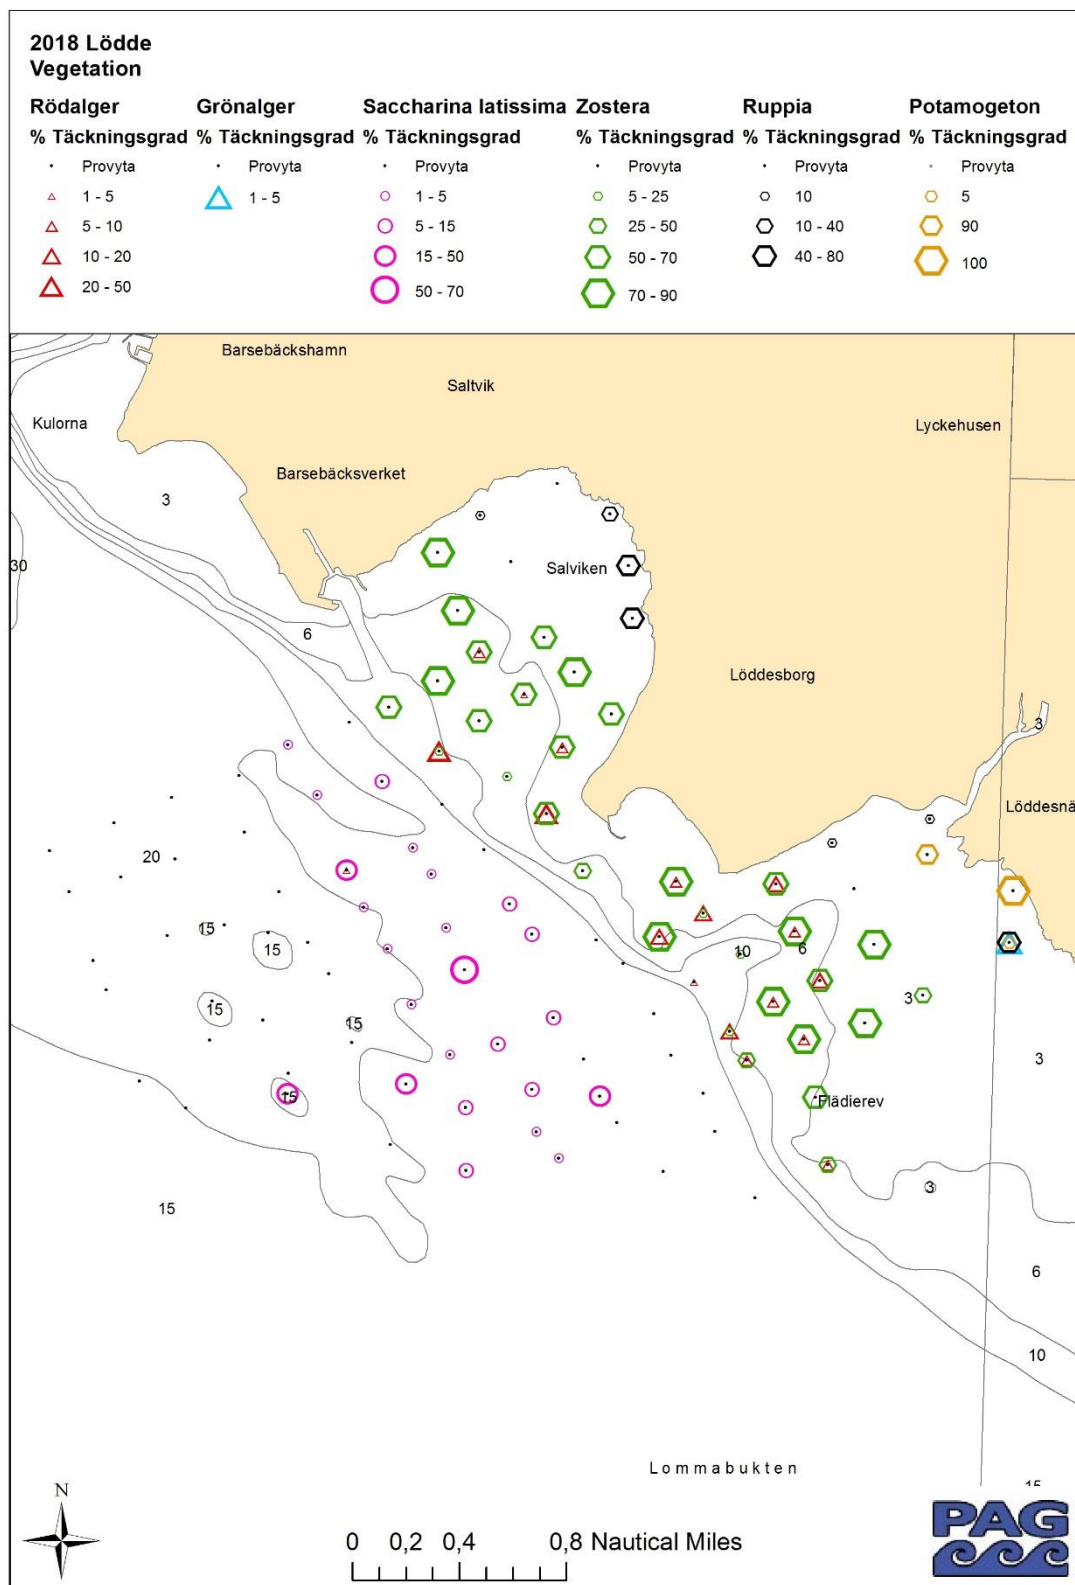 2018 Lödde
Vegetation
Rödalger
% Täckningsgrad
Provyta
1 - 5
5 - 10
10 - 20
20 - 50
Grönalger
% Täckningsgrad
Provyta
1 - 5
Saccharina latissima
% Täckningsgrad
Provyta
1 - 5
5 - 15
15 - 50
50 - 70
Zostera
% Täckningsgrad
Provyta
5 - 25
25 - 50
50 - 70
70 - 90
Ruppia
% Täckningsgrad
Provyta
10
10 - 40
40 - 80
Potamogeton
% Täckningsgrad
Provyta
5
90
100
Barsebäckshamn
Saltvik
Kulorna
Lyckehusen
Barsebäcksverket
3
30
Salviken
6
Löddesborg
3
Löddesnä
20
15
15
10
6
15
15
3
3
15
Flädierev
3
15
6
10
Lommabukten
15
N
0 0,2 0,4 0,8 Nautical Miles
PAG